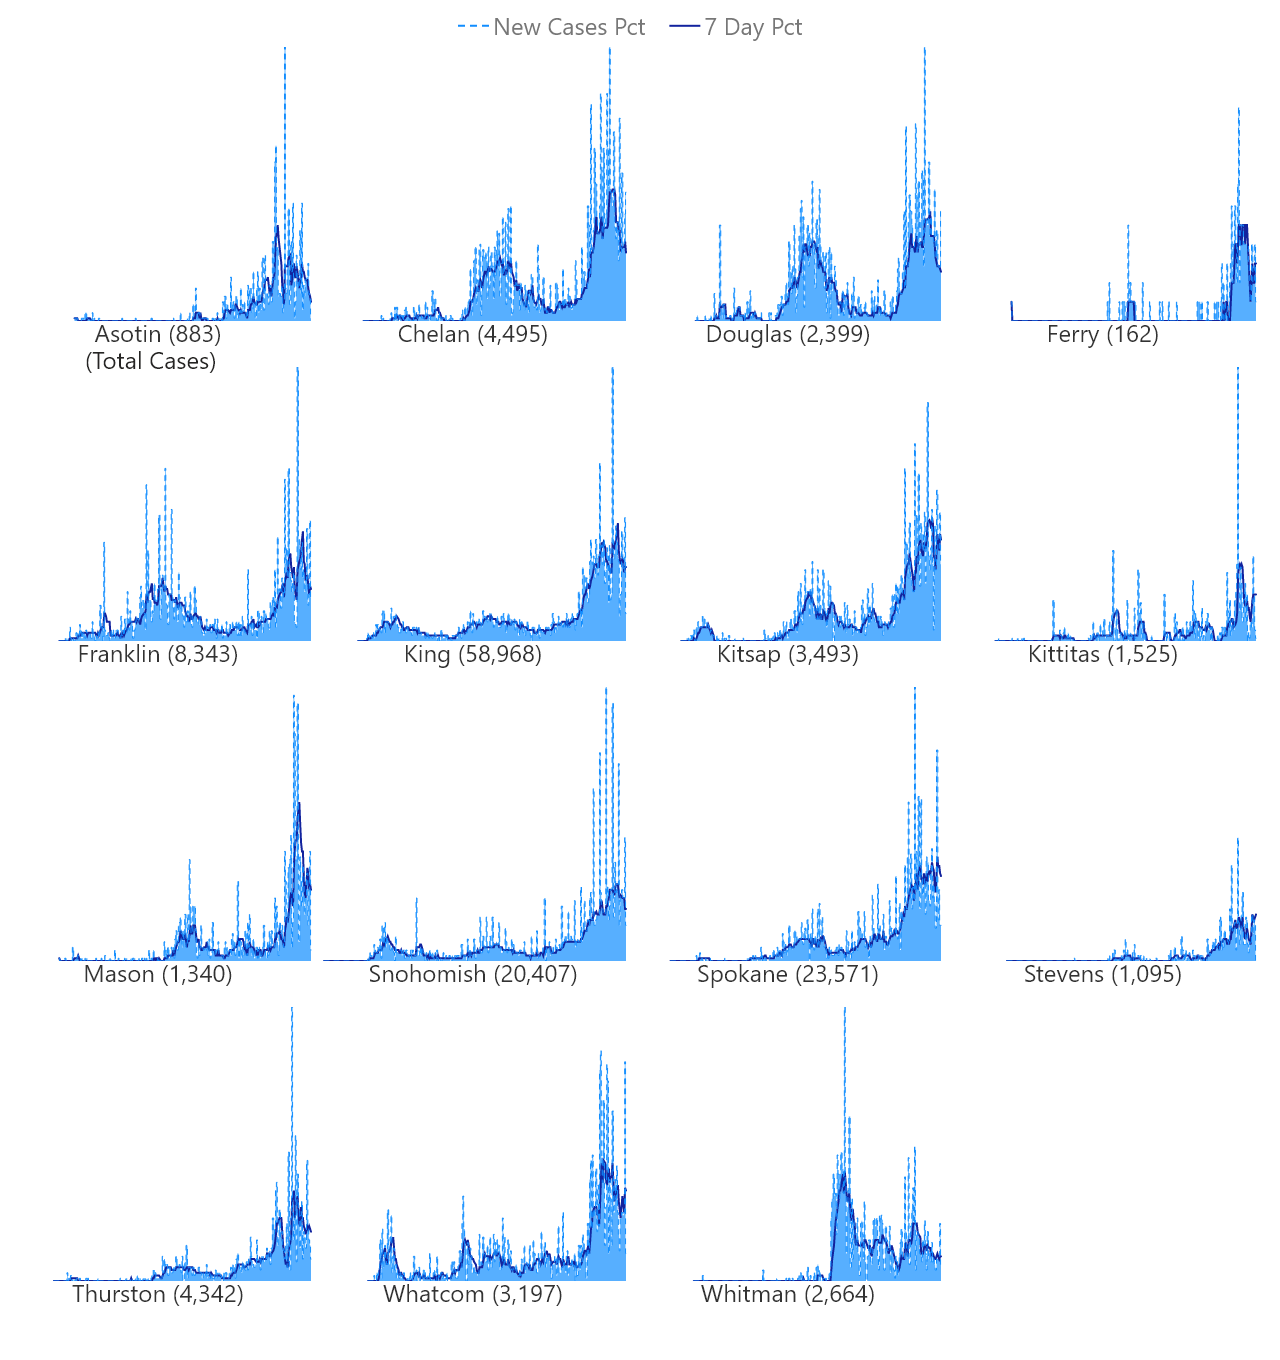 New Cases Pct 7 Day Pct
Asotin (883) Chelan (4,495) Douglas (2,399) Ferry (162)
(Total Cases)
Franklin (8,343) King (58,968) Kitsap (3,493) Kittitas (1,525)
Mason (1,340) Snohomish (20,407) Spokane (23,571) Stevens (1,095)
Thurston (4,342) Whatcom (3,197) Whitman (2,664)